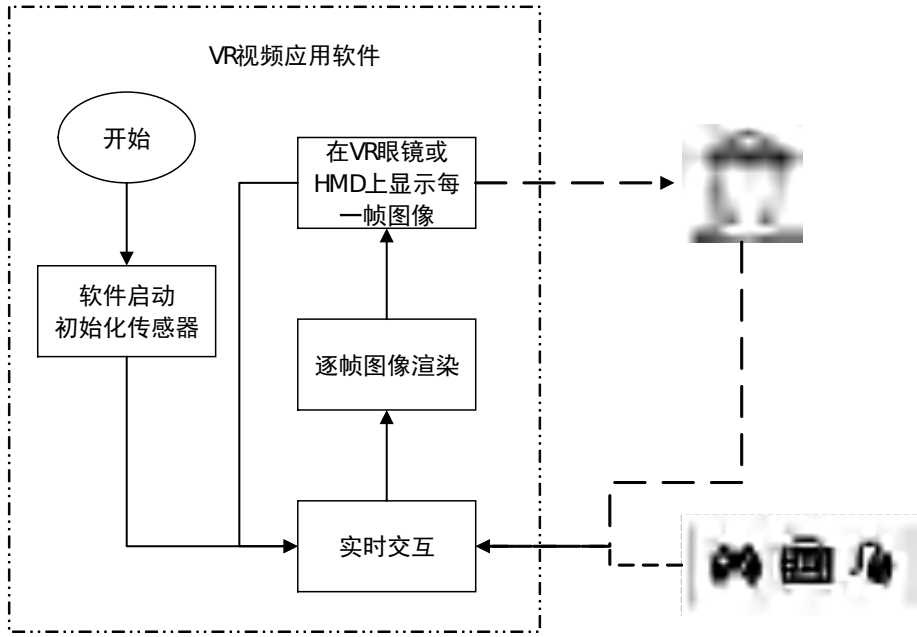 VR视频应用软件
开始
在VR眼镜或
HMD上显示每
一帧图像
软件启动
初始化传感器
逐帧图像渲染
实时交互